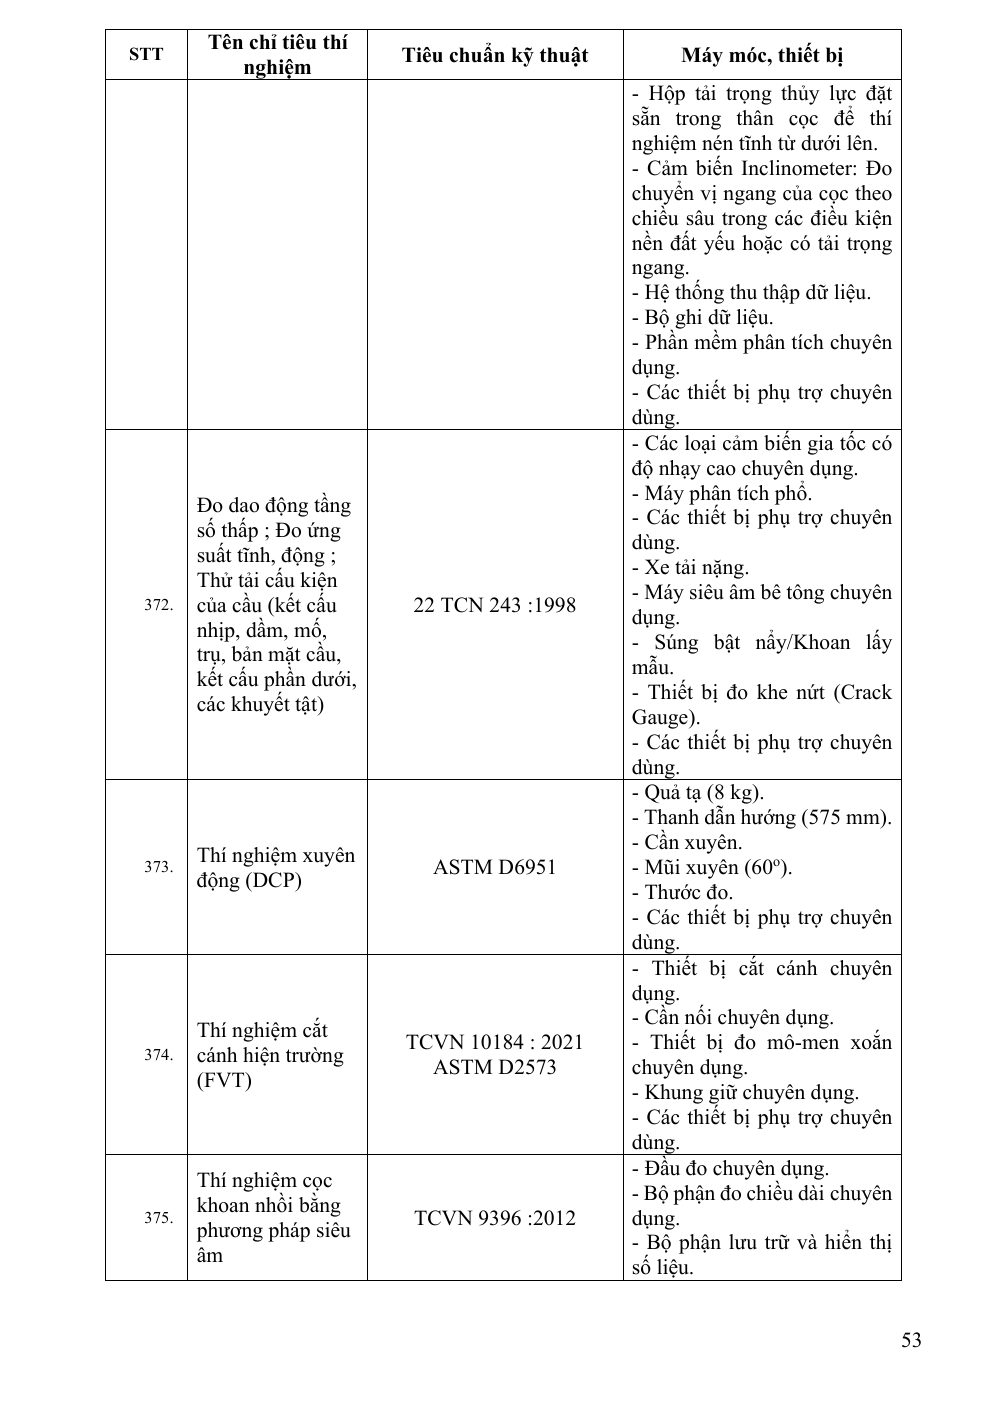 STT
Tên chỉ tiêu thí
nghiệm
Tiêu chuẩn kỹ thuật
Máy móc, thiết bị
- Hộp tải trọng thủy lực đặt
sẵn trong thân cọc để thí
nghiệm nén tĩnh từ dưới lên.
- Cảm biến Inclinometer: Đo
chuyển vị ngang của cọc theo
chiều sâu trong các điều kiện
nền đất yếu hoặc có tải trọng
ngang.
- Hệ thống thu thập dữ liệu.
- Bộ ghi dữ liệu.
- Phần mềm phân tích chuyên
dụng.
- Các thiết bị phụ trợ chuyên
dùng.
372.
Đo dao động tầng
số thấp ; Đo ứng
suất tĩnh, động ;
Thử tải cấu kiện
của cầu (kết cấu
nhịp, dầm, mố,
trụ, bản mặt cầu,
kết cấu phần dưới,
các khuyết tật)
22 TCN 243 :1998
- Các loại cảm biến gia tốc có
độ nhạy cao chuyên dụng.
- Máy phân tích phổ.
- Các thiết bị phụ trợ chuyên
dùng.
- Xe tải nặng.
- Máy siêu âm bê tông chuyên
dụng.
- Súng bật nẩy/Khoan lấy
mẫu.
- Thiết bị đo khe nứt (Crack
Gauge).
- Các thiết bị phụ trợ chuyên
dùng.
373.
Thí nghiệm xuyên
động (DCP)
ASTM D6951
- Quả tạ (8 kg).
- Thanh dẫn hướng (575 mm).
- Cần xuyên.
- Mũi xuyên (60º).
- Thước đo.
- Các thiết bị phụ trợ chuyên
dùng.
374.
Thí nghiệm cắt
cánh hiện trường
(FVT)
TCVN 10184 : 2021
ASTM D2573
- Thiết bị cắt cánh chuyên
dụng.
- Cần nối chuyên dụng.
- Thiết bị đo mô-men xoắn
chuyên dụng.
- Khung giữ chuyên dụng.
- Các thiết bị phụ trợ chuyên
dùng.
375.
Thí nghiệm cọc
khoan nhồi bằng
phương pháp siêu
âm
TCVN 9396 :2012
- Đầu đo chuyên dụng.
- Bộ phận đo chiều dài chuyên
dụng.
- Bộ phận lưu trữ và hiển thị
số liệu.
53